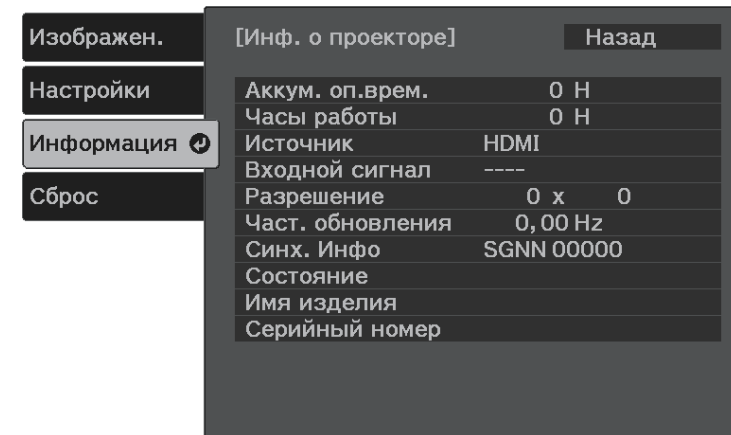 Изображен.
Настройки
Информация
Сброс
[Инф. о проекторе] Назад
Аккум. оп.врем. 0 H
Часы работы 0 H
Источник HDMI
Входной сигнал ----
Разрешение 0 x 0
Част. обновления 0,00 Hz
Синх. Инфо SGNN 00000
Состояние
Имя изделия
Серийный номер